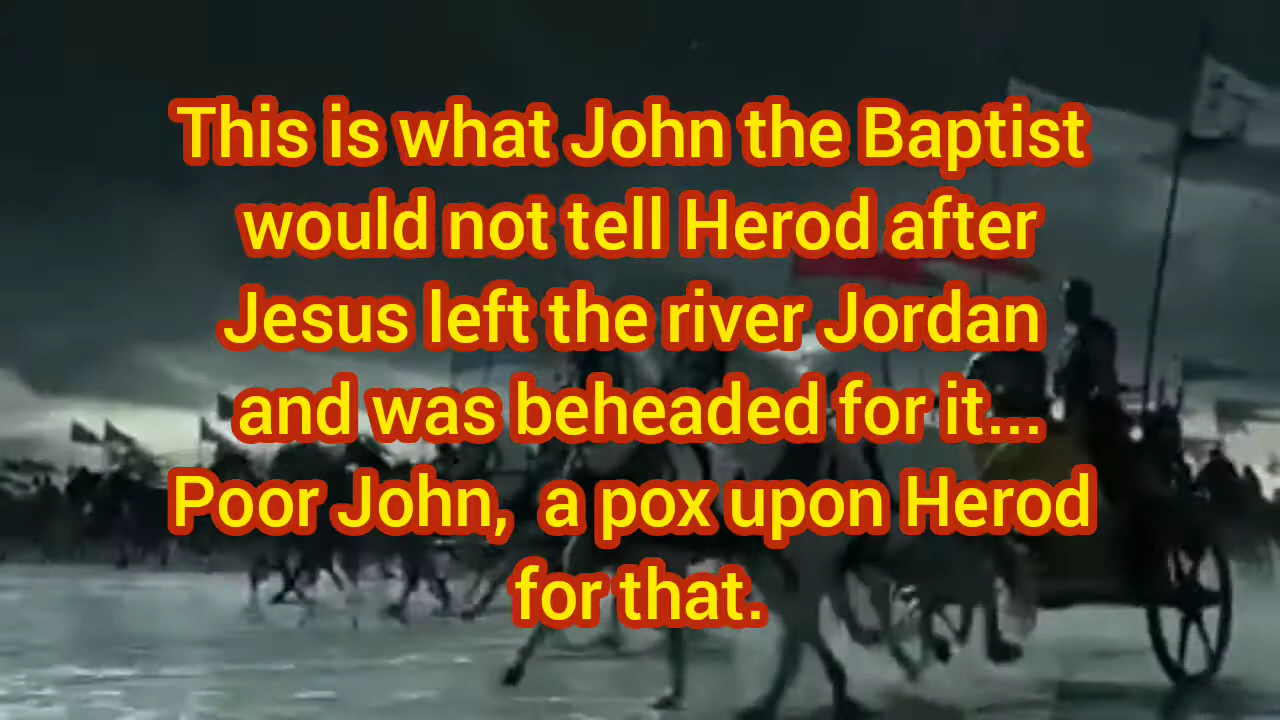 This is what John the Baptist
would not tell Herod after
Jesus left the river Jordan
and was beheaded for it...
Poor John,  a pox upon Herod
for that.